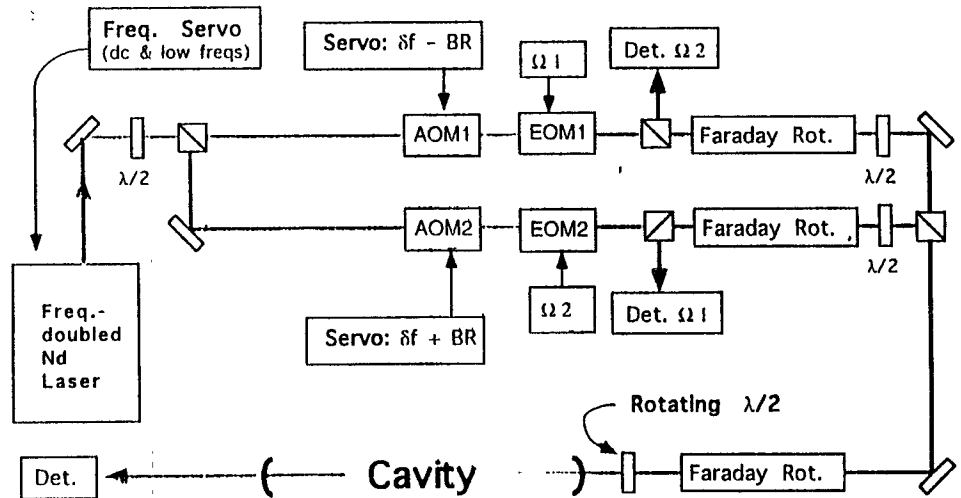 Freq. Servo
(dc & low freqs)
Servo: δf - BR
Ω 1
Det. Ω 2
AOM1
EOM1
Faraday Rot.
λ/2
λ/2
AOM2
EOM2
Faraday Rot.
λ/2
Freq.-
doubled
Nd
Laser
Servo: δf + BR
Ω 2
Det. Ω 1
Rotating λ/2
Det.
Cavity
Faraday Rot.